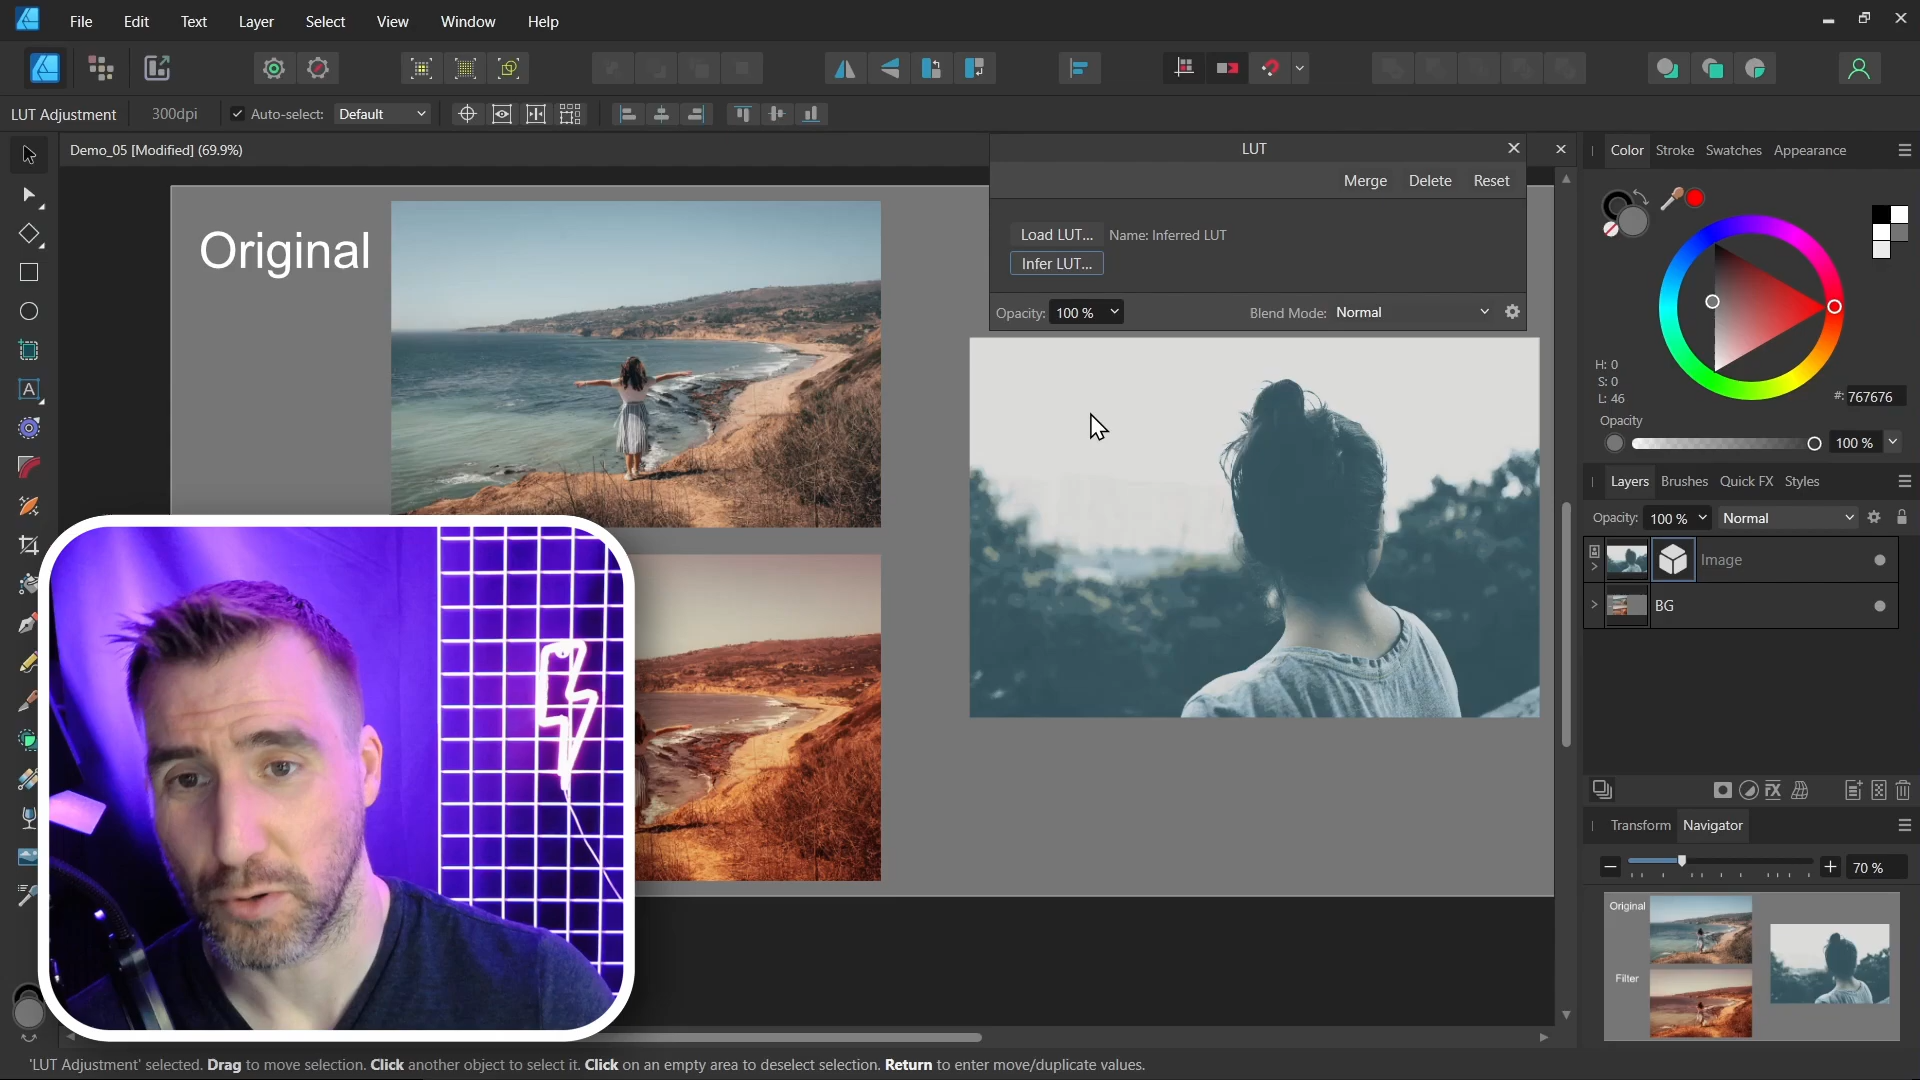 File Edit Text Layer Select View Window Help
LUT Adjustment 300dpi Auto-select: Default
Demo_05 [Modified] (69.9%)
LUT
Merge Delete Reset
Load LUT... Name: Inferred LUT
Infer LUT...
Opacity: 100 % Blend Mode: Normal
Original
Color Stroke Swatches Appearance
H: 0
S: 0
L: 46
#: 767676
Opacity
100 %
Layers Brushes Quick FX Styles
Opacity: 100 % Normal
Image
BG
FX
Transform Navigator
70 %
Original
Filter
A
'LUT Adjustment' selected. Drag to move selection. Click another object to select it. Click on an empty area to deselect selection. Return to enter move/duplicate values.